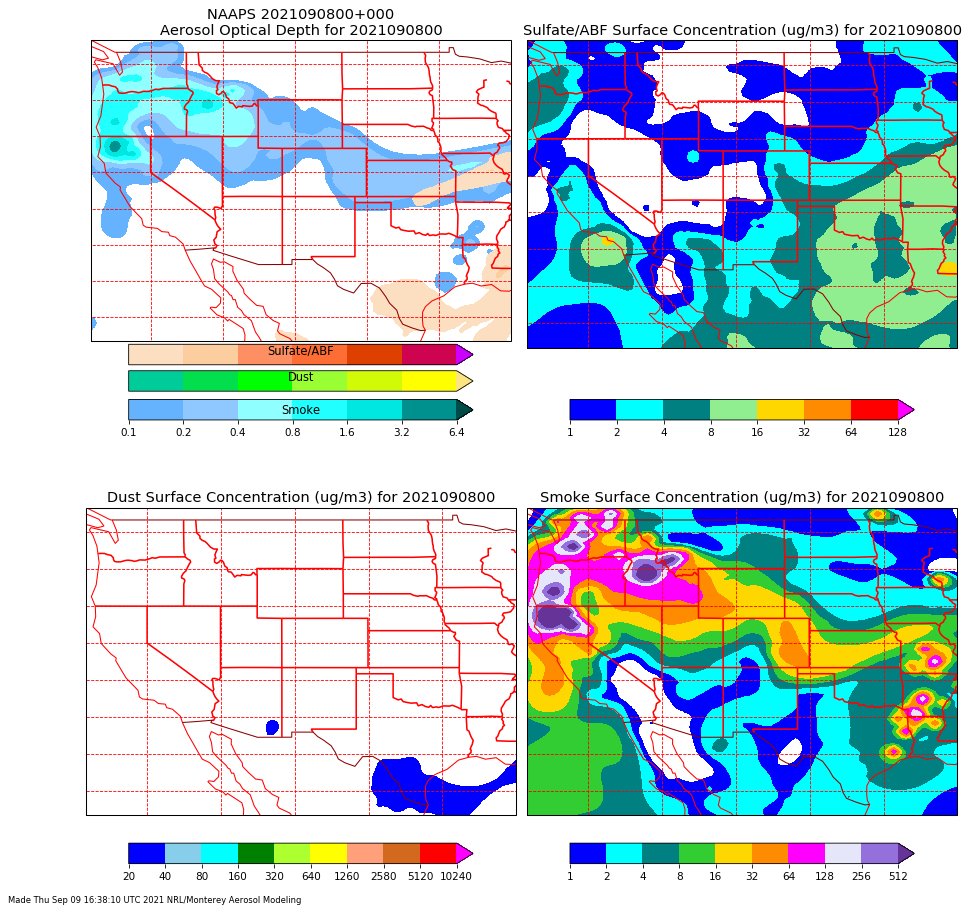 NAAPS 2021090800+000
Aerosol Optical Depth for 2021090800
Sulfate/ABF Surface Concentration (ug/m3) for 2021090800
Sulfate/ABF
Dust
Smoke
0.1 0.2 0.4 0.8 1.6 3.2 6.4
1 2 4 8 16 32 64 128
Dust Surface Concentration (ug/m3) for 2021090800
Smoke Surface Concentration (ug/m3) for 2021090800
20 40 80 160 320 640 1260 2580 5120 10240
1 2 4 8 16 32 64 128 256 512
Made Thu Sep 09 16:38:10 UTC 2021 NRL/Monterey Aerosol Modeling